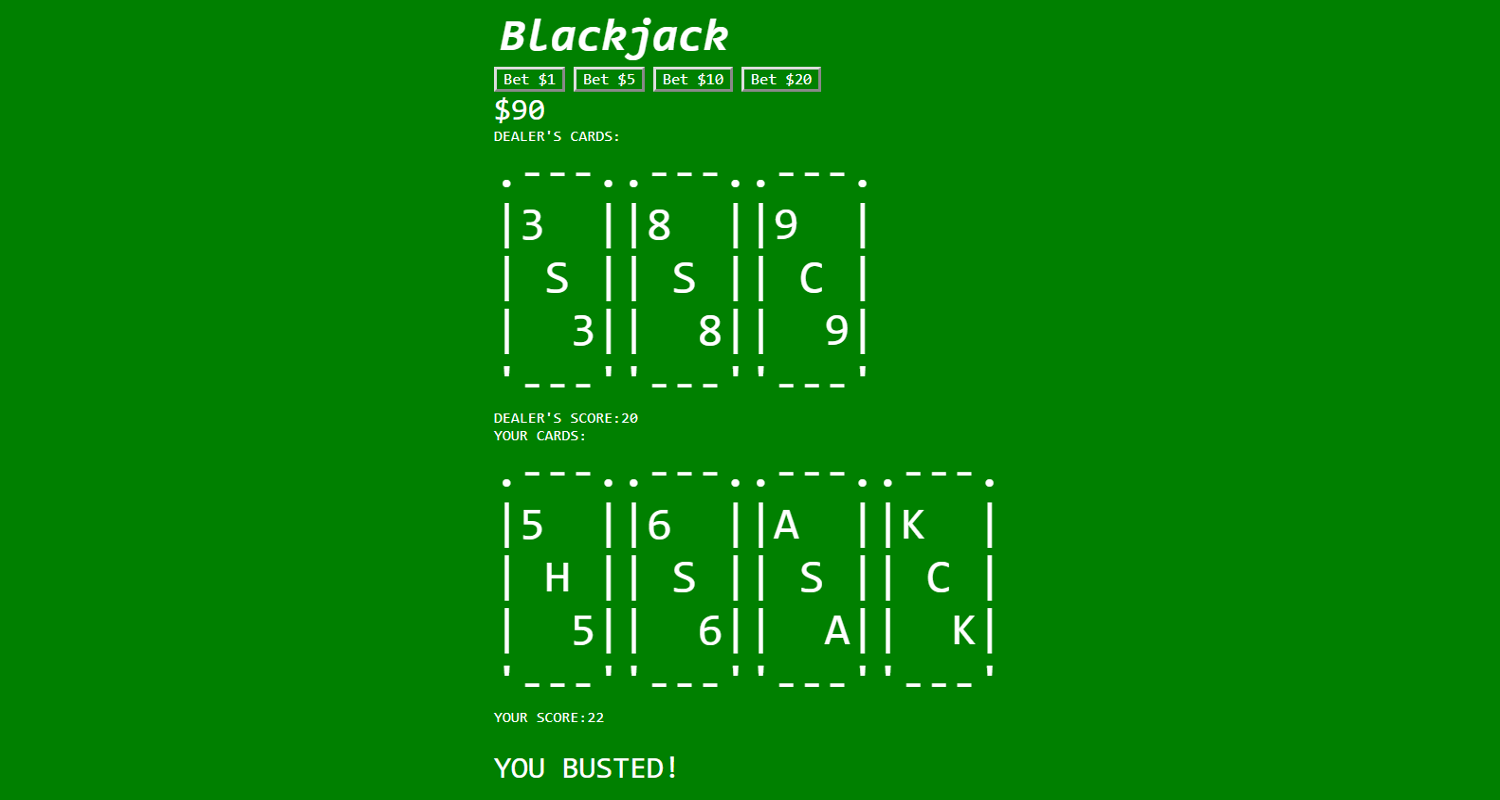 Blackjack
Bet $1 Bet $5 Bet $10 Bet $20
$90
DEALER'S CARDS:
.---..---..---.
|3   ||8   ||9   |
| S || S || C |
|   3||   8||   9|
'---''---''---'
DEALER'S SCORE:20
YOUR CARDS:
.---..---..---..---.
|5   ||6   ||A   ||K   |
| H || S || S || C |
|   5||   6||   A||   K|
'---''---''---''---'
YOUR SCORE:22
YOU BUSTED!